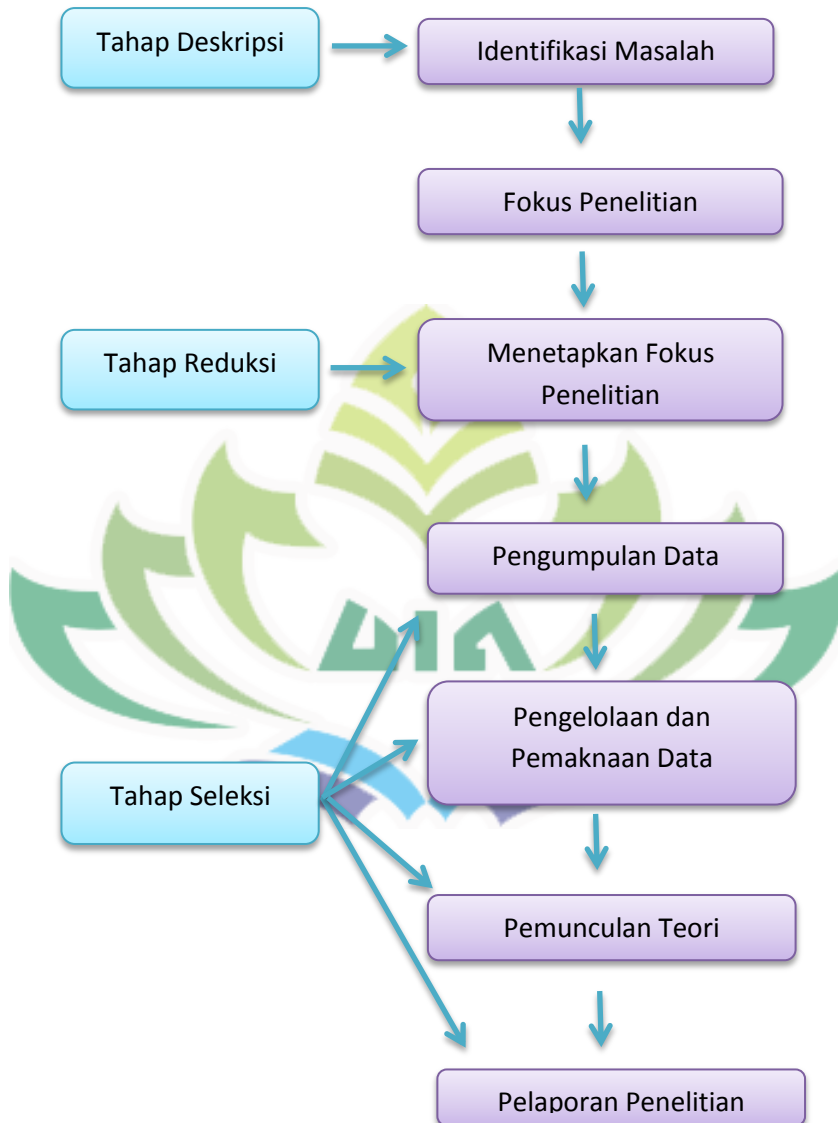 Tahap Deskripsi
Identifikasi Masalah
Fokus Penelitian
Tahap Reduksi
Menetapkan Fokus
Penelitian
Pengumpulan Data
UIN
Pengelolaan dan
Pemaknaan Data
Tahap Seleksi
Pemunculan Teori
Pelaporan Penelitian